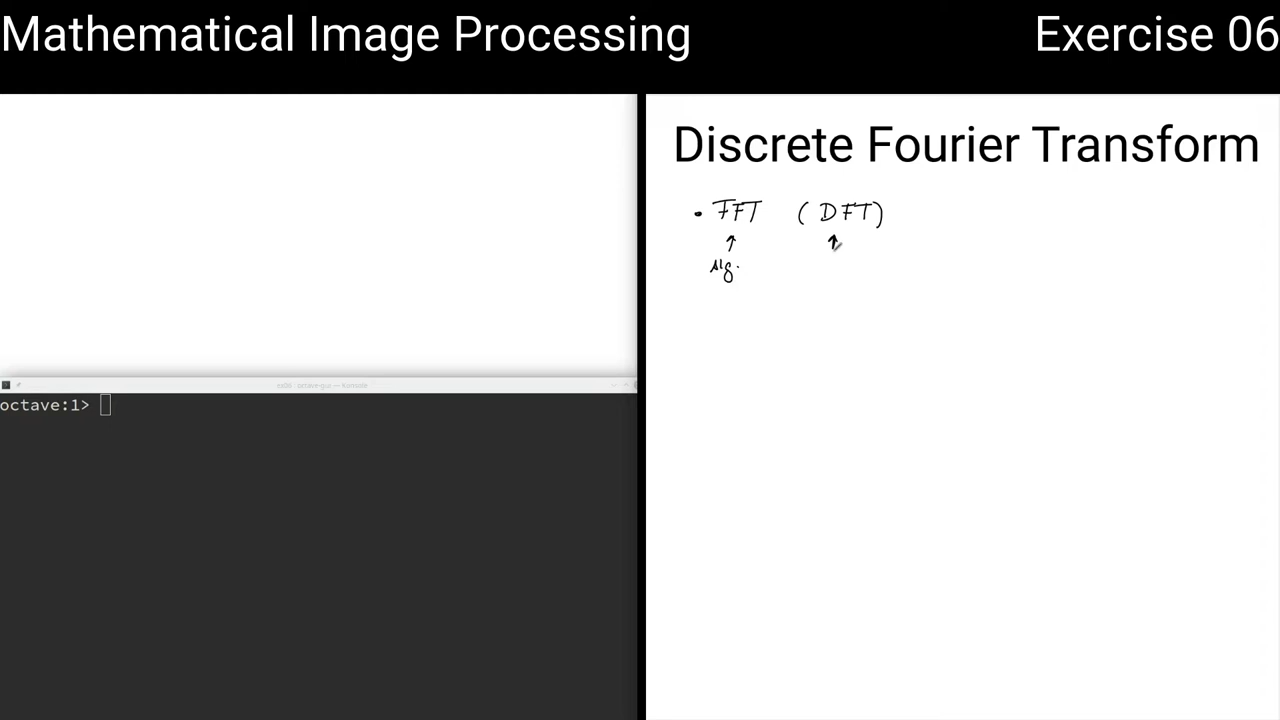 Mathematical Image Processing
Exercise 06
Discrete Fourier Transform
• FFT (DFT)
↑ ↑
Alg.
octave:1>